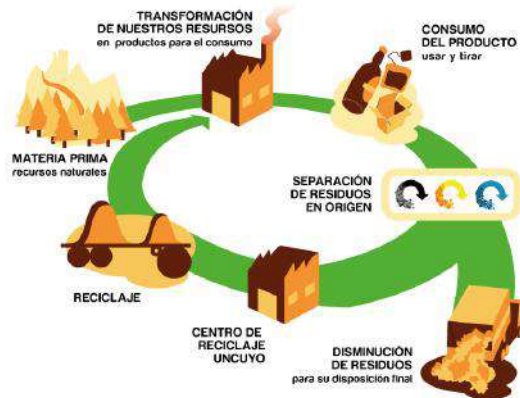 TRANSFORMACIÓN
DE NUESTROS RESURSOS
en productos para el consumo
CONSUMO
DEL PRODUCTO
usar y tirar
MATERIA PRIMA
recursos naturales
SEPARACIÓN
DE RESIDUOS
EN ORIGEN
RECICLAJE
CENTRO DE
RECICLAJE
UNCUYO
DISMINUCIÓN
DE RESIDUOS
para su disposición final